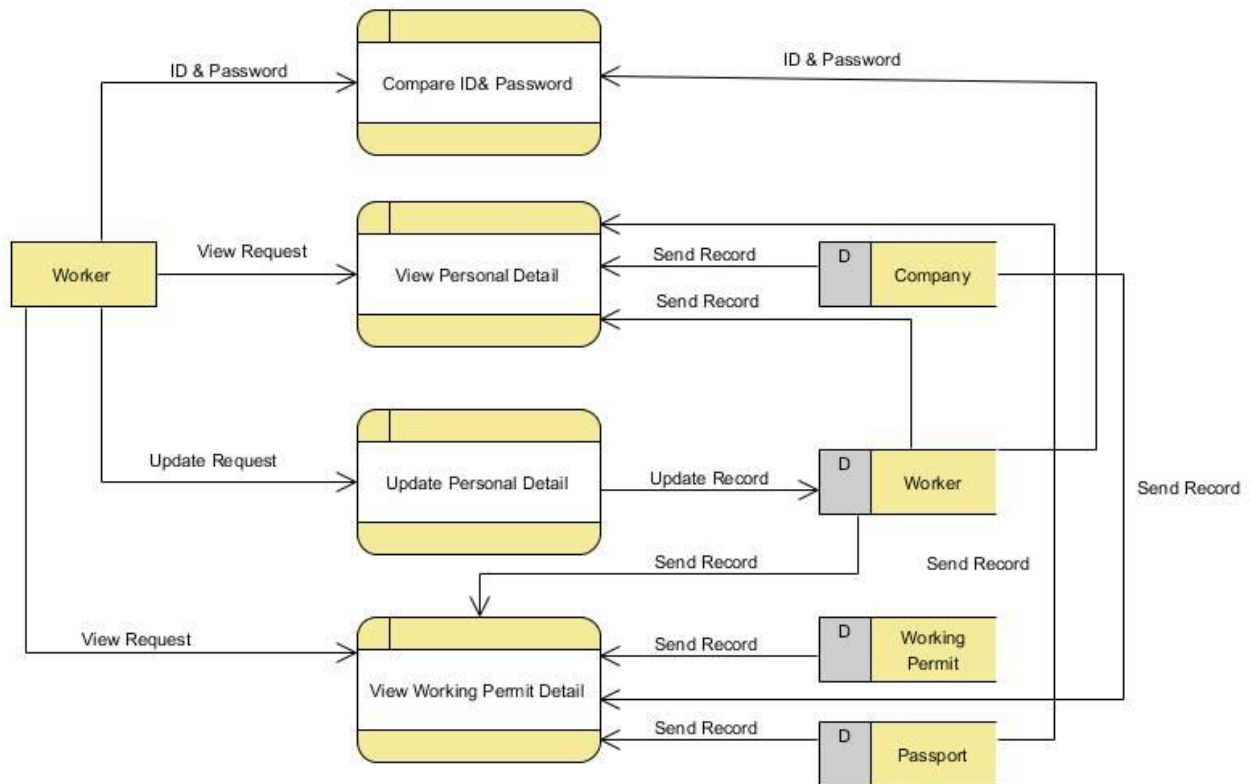 ID & Password
ID & Password
Compare ID& Password
View Request
Worker
View Personal Detail
Send Record
D
Company
Send Record
Update Request
Update Personal Detail
Update Record
D
Worker
Send Record
Send Record
Send Record
View Request
View Working Permit Detail
Send Record
D
Working
Permit
Send Record
D
Passport